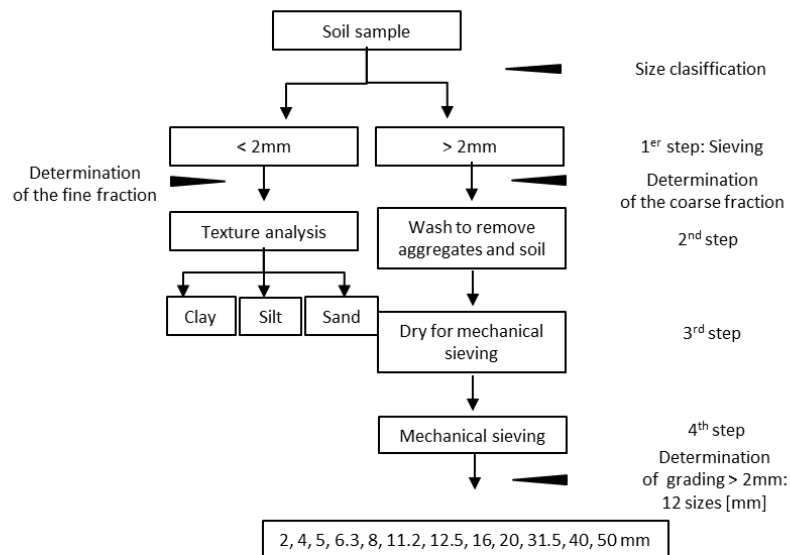 Soil sample
Size clasiffication
< 2mm
> 2mm
1er step: Sieving
Determination
of the fine fraction
Determination
of the coarse fraction
Texture analysis
Wash to remove
aggregates and soil
2nd step
Clay
Silt
Sand
Dry for mechanical
sieving
3rd step
Mechanical sieving
4th step
Determination
of grading > 2mm:
12 sizes [mm]
2, 4, 5, 6.3, 8, 11.2, 12.5, 16, 20, 31.5, 40, 50 mm